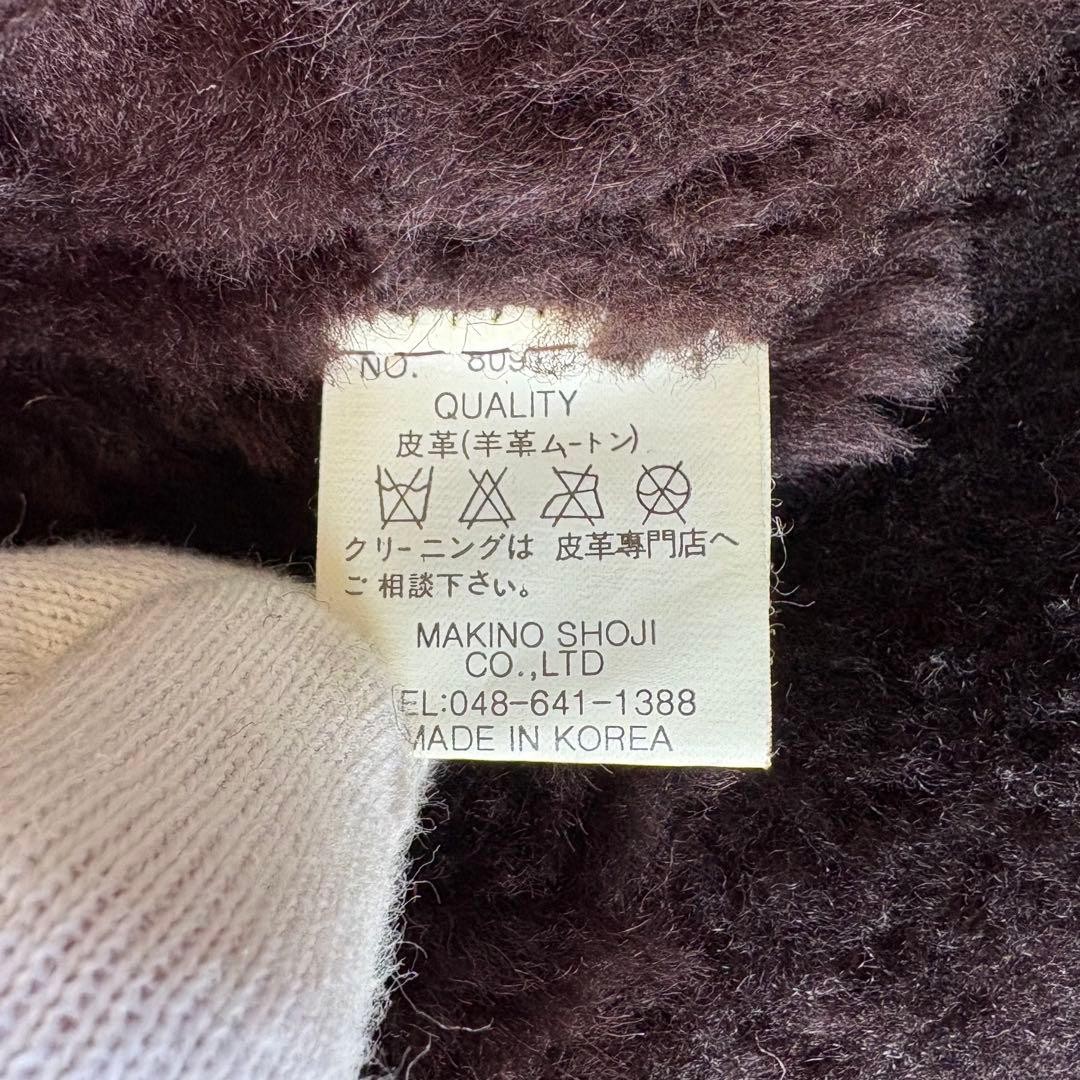 NO.
QUALITY
皮革(羊革ムートン)
クリーニングは 皮革専門店へ
ご相談下さい。
MAKINO SHOJI
CO.,LTD
EL:048-641-1388
MADE IN KOREA